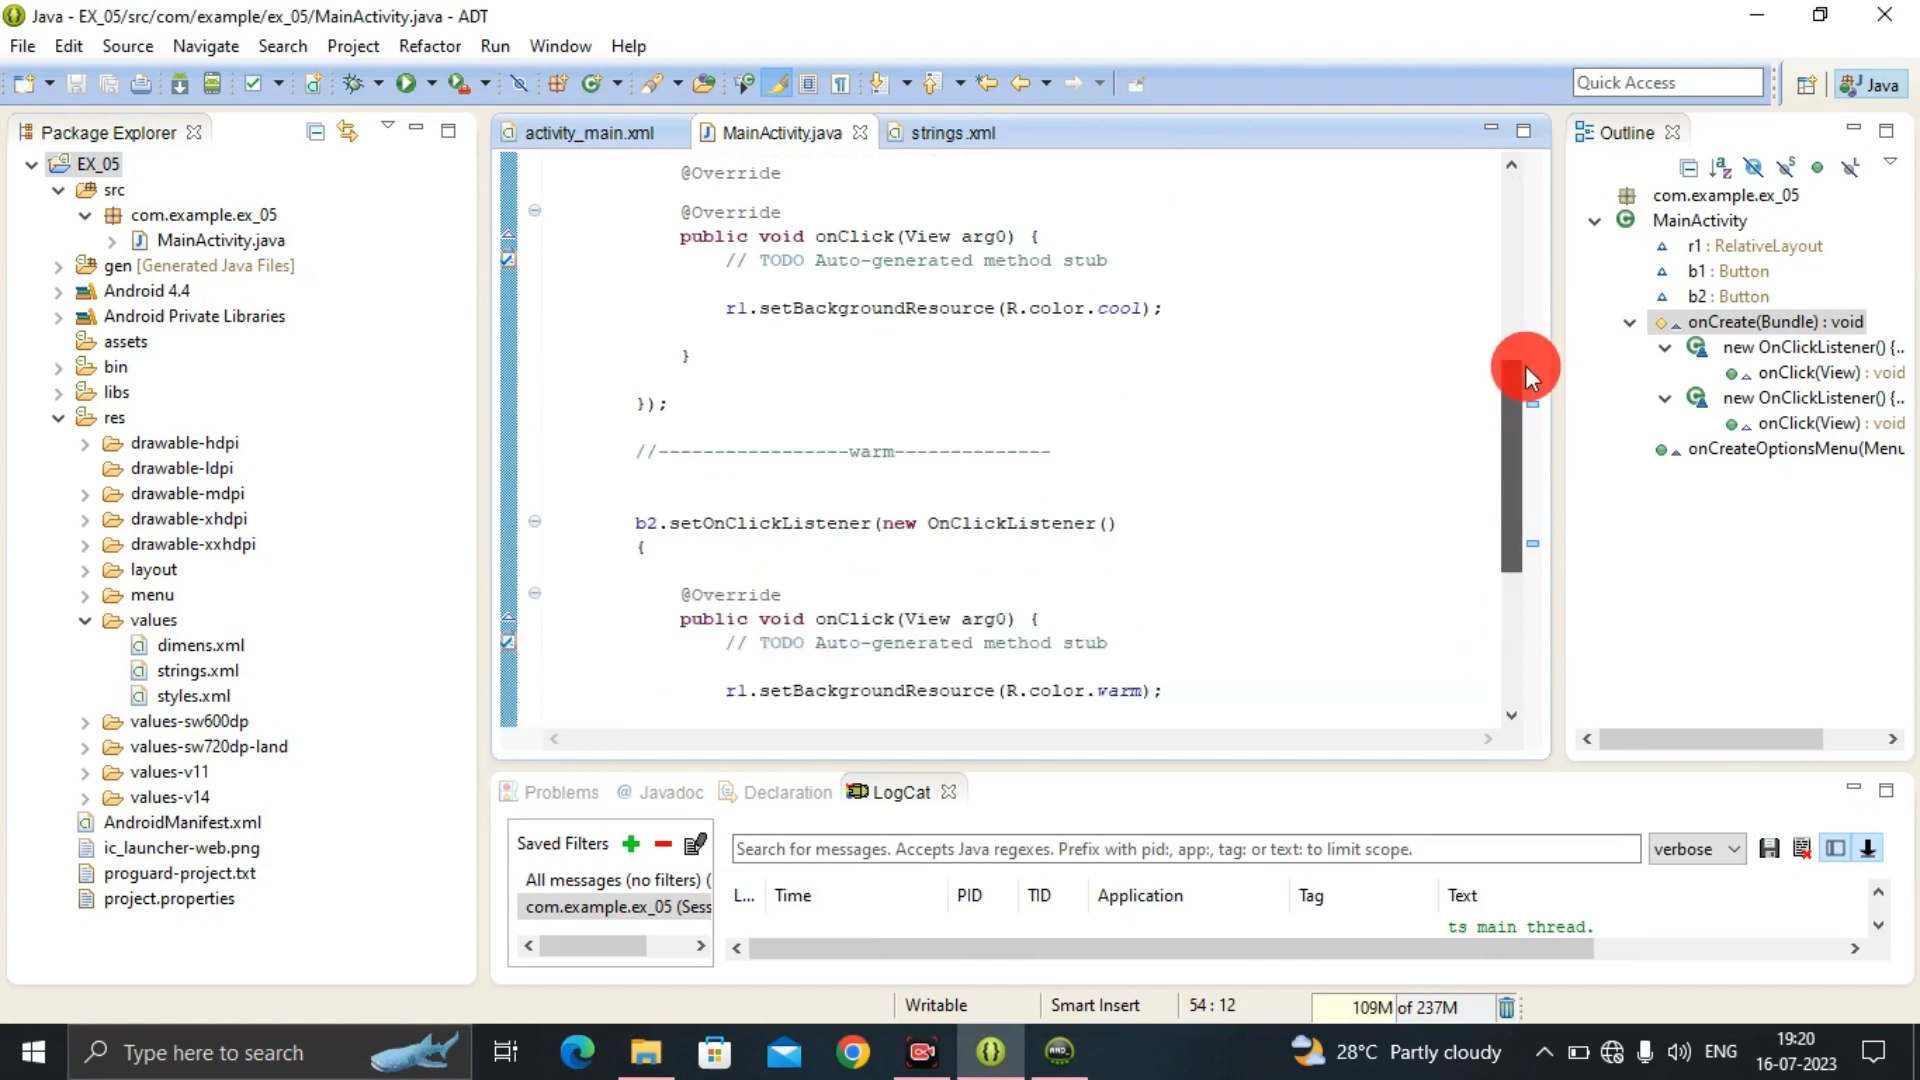 Java - EX_05/src/com/example/ex_05/MainActivity.java - ADT
File Edit Source Navigate Search Project Refactor Run Window Help
Quick Access
Java
Package Explorer
EX_05
src
com.example.ex_05
MainActivity.java
gen [Generated Java Files]
Android 4.4
Android Private Libraries
assets
bin
libs
res
drawable-hdpi
drawable-ldpi
drawable-mdpi
drawable-xhdpi
drawable-xxhdpi
layout
menu
values
dimens.xml
strings.xml
styles.xml
values-sw600dp
values-sw720dp-land
values-v11
values-v14
AndroidManifest.xml
ic_launcher-web.png
proguard-project.txt
project.properties
activity_main.xml MainActivity.java strings.xml
@Override
@Override
public void onClick(View arg0) {
// TODO Auto-generated method stub
r1.setBackgroundResource(R.color.cool);
}
});
//-----------------warm--------------
b2.setOnClickListener(new OnClickListener()
{
@Override
public void onClick(View arg0) {
// TODO Auto-generated method stub
r1.setBackgroundResource(R.color.warm);
Outline
com.example.ex_05
MainActivity
r1 : RelativeLayout
b1 : Button
b2 : Button
onCreate(Bundle) : void
new OnClickListener() {..
onClick(View) : void
new OnClickListener() {..
onClick(View) : void
onCreateOptionsMenu(Menu
Problems @ Javadoc Declaration LogCat
Saved Filters
All messages (no filters) (
com.example.ex_05 (Sess
Search for messages. Accepts Java regexes. Prefix with pid:, app:, tag: or text: to limit scope.
verbose
L... Time PID TID Application Tag Text
ts main thread.
Writable Smart Insert 54 : 12 109M of 237M
Type here to search
28°C Partly cloudy
ENG
19:20
16-07-2023